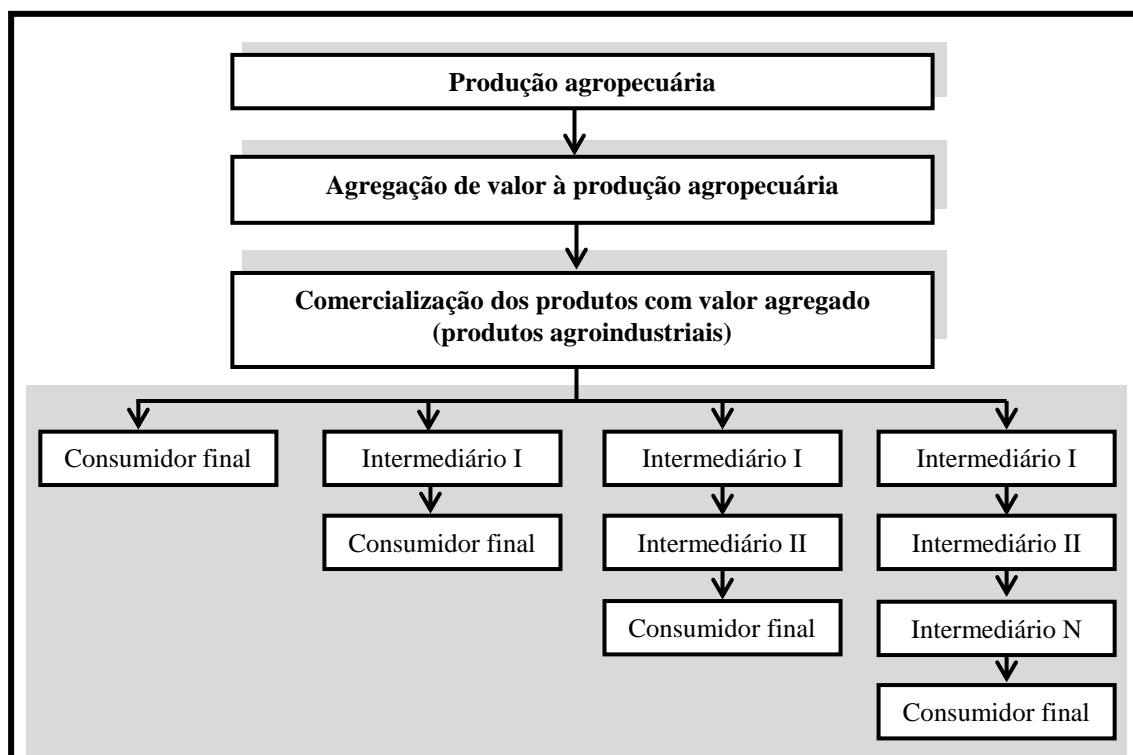 Produção agropecuária
Agregação de valor à produção agropecuária
Comercialização dos produtos com valor agregado
(produtos agroindustriais)
Consumidor final
Intermediário I
Consumidor final
Intermediário I
Intermediário II
Consumidor final
Intermediário I
Intermediário II
Intermediário N
Consumidor final